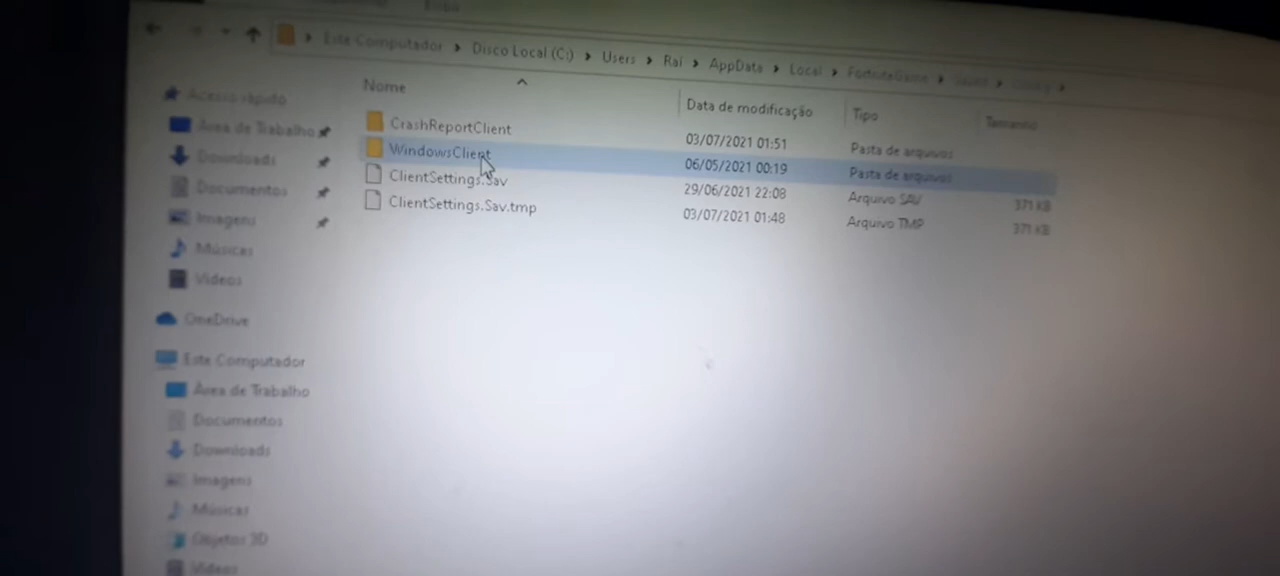 Este Computador > Disco Local (C:) > Users > Rai > AppData > Local > FortniteGame > Saved > Config >
Nome Data de modificação Tipo Tamanho
CrashReportClient 03/07/2021 01:51 Pasta de arquivos
WindowsClient 06/05/2021 00:19 Pasta de arquivos
ClientSettings.Sav 29/06/2021 22:08 Arquivo SAV 371 KB
ClientSettings.Sav.tmp 03/07/2021 01:48 Arquivo TMP 371 KB
Acesso rápido
Área de Trabalho
Downloads
Documentos
Imagens
Músicas
Vídeos
OneDrive
Este Computador
Área de Trabalho
Documentos
Downloads
Imagens
Músicas
Objetos 3D
Vídeos